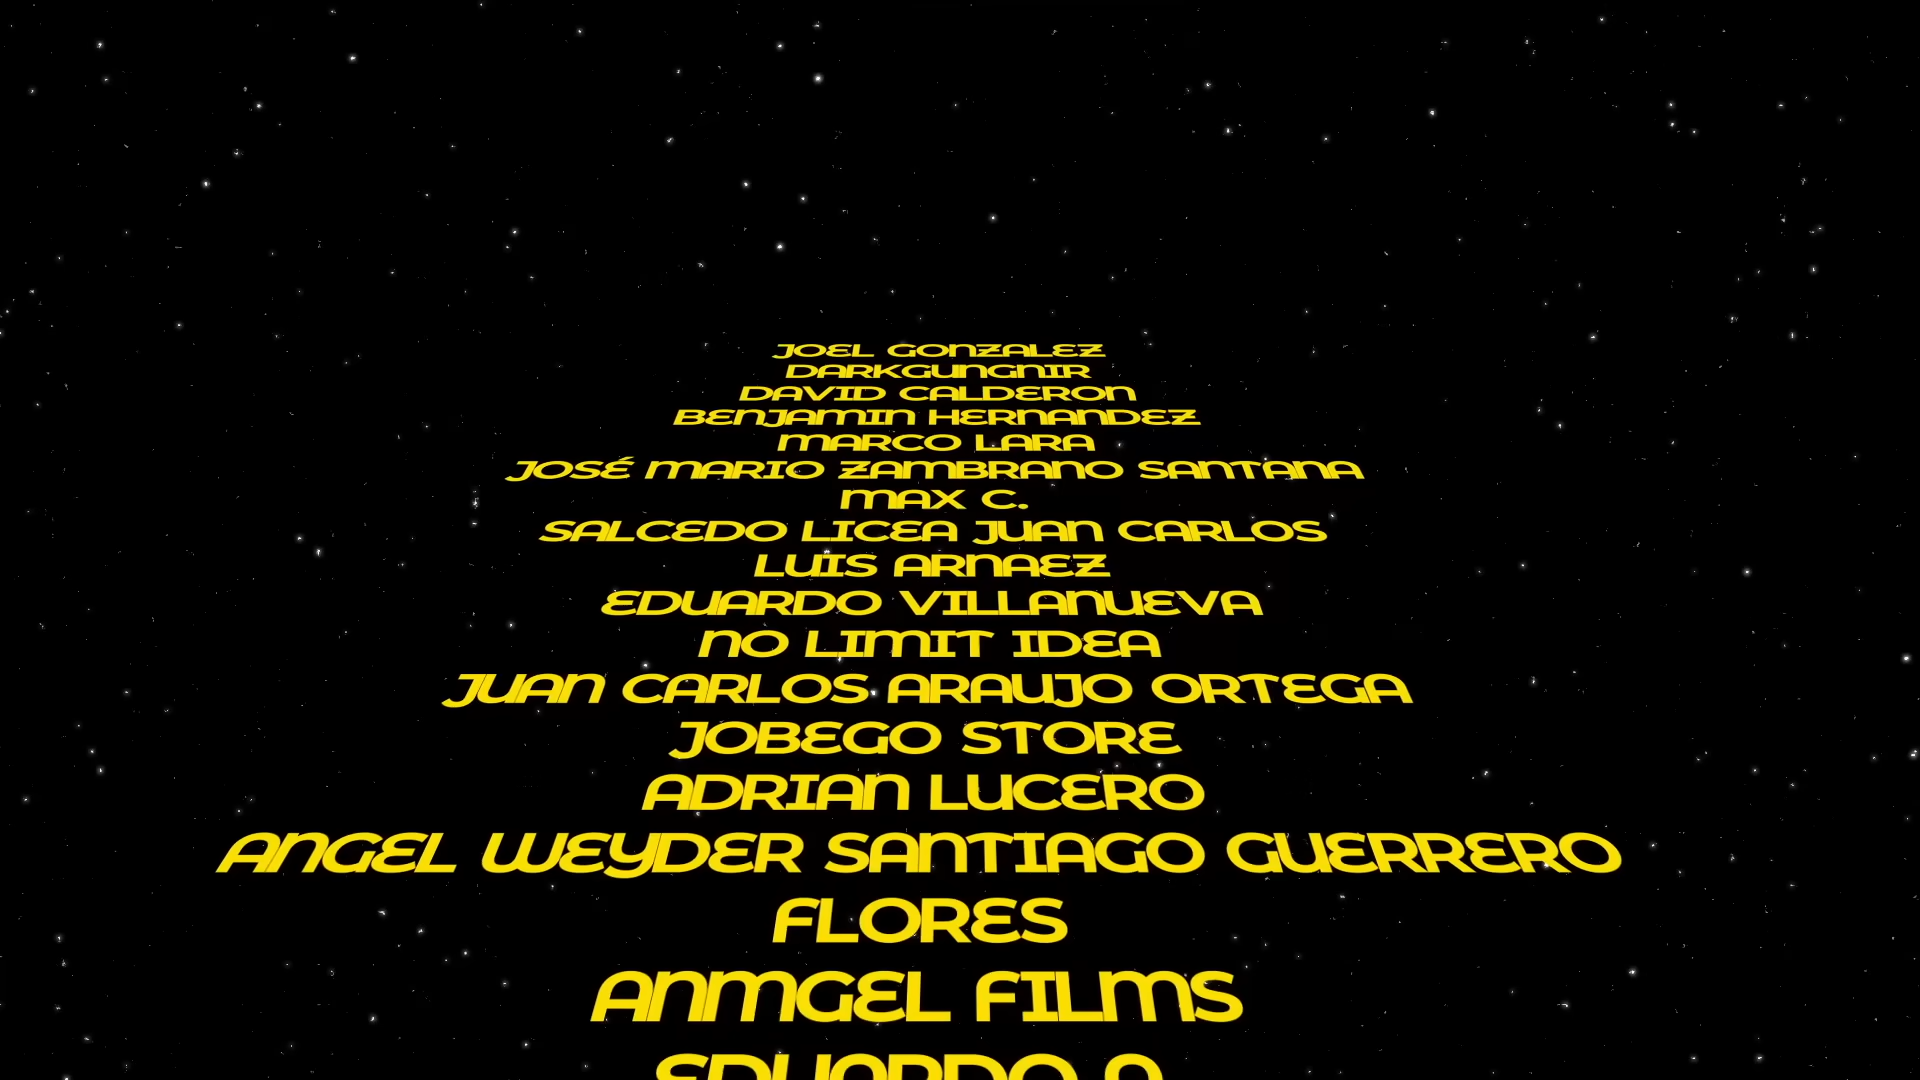 JOEL GONZALEZ
DARKGUNGNIR
DAVID CALDERON
BENJAMIN HERNANDEZ
MARCO LARA
JOSÉ MARIO ZAMBRANO SANTANA
MAX C.
SALCEDO LICEA JUAN CARLOS
LUIS ARNAEZ
EDUARDO VILLANUEVA
NO LIMIT IDEA
JUAN CARLOS ARAUJO ORTEGA
JOBEGO STORE
ADRIAN LUCERO
ANGEL WEYDER SANTIAGO GUERRERO
FLORES
ANMGEL FILMS
EDUARDO A